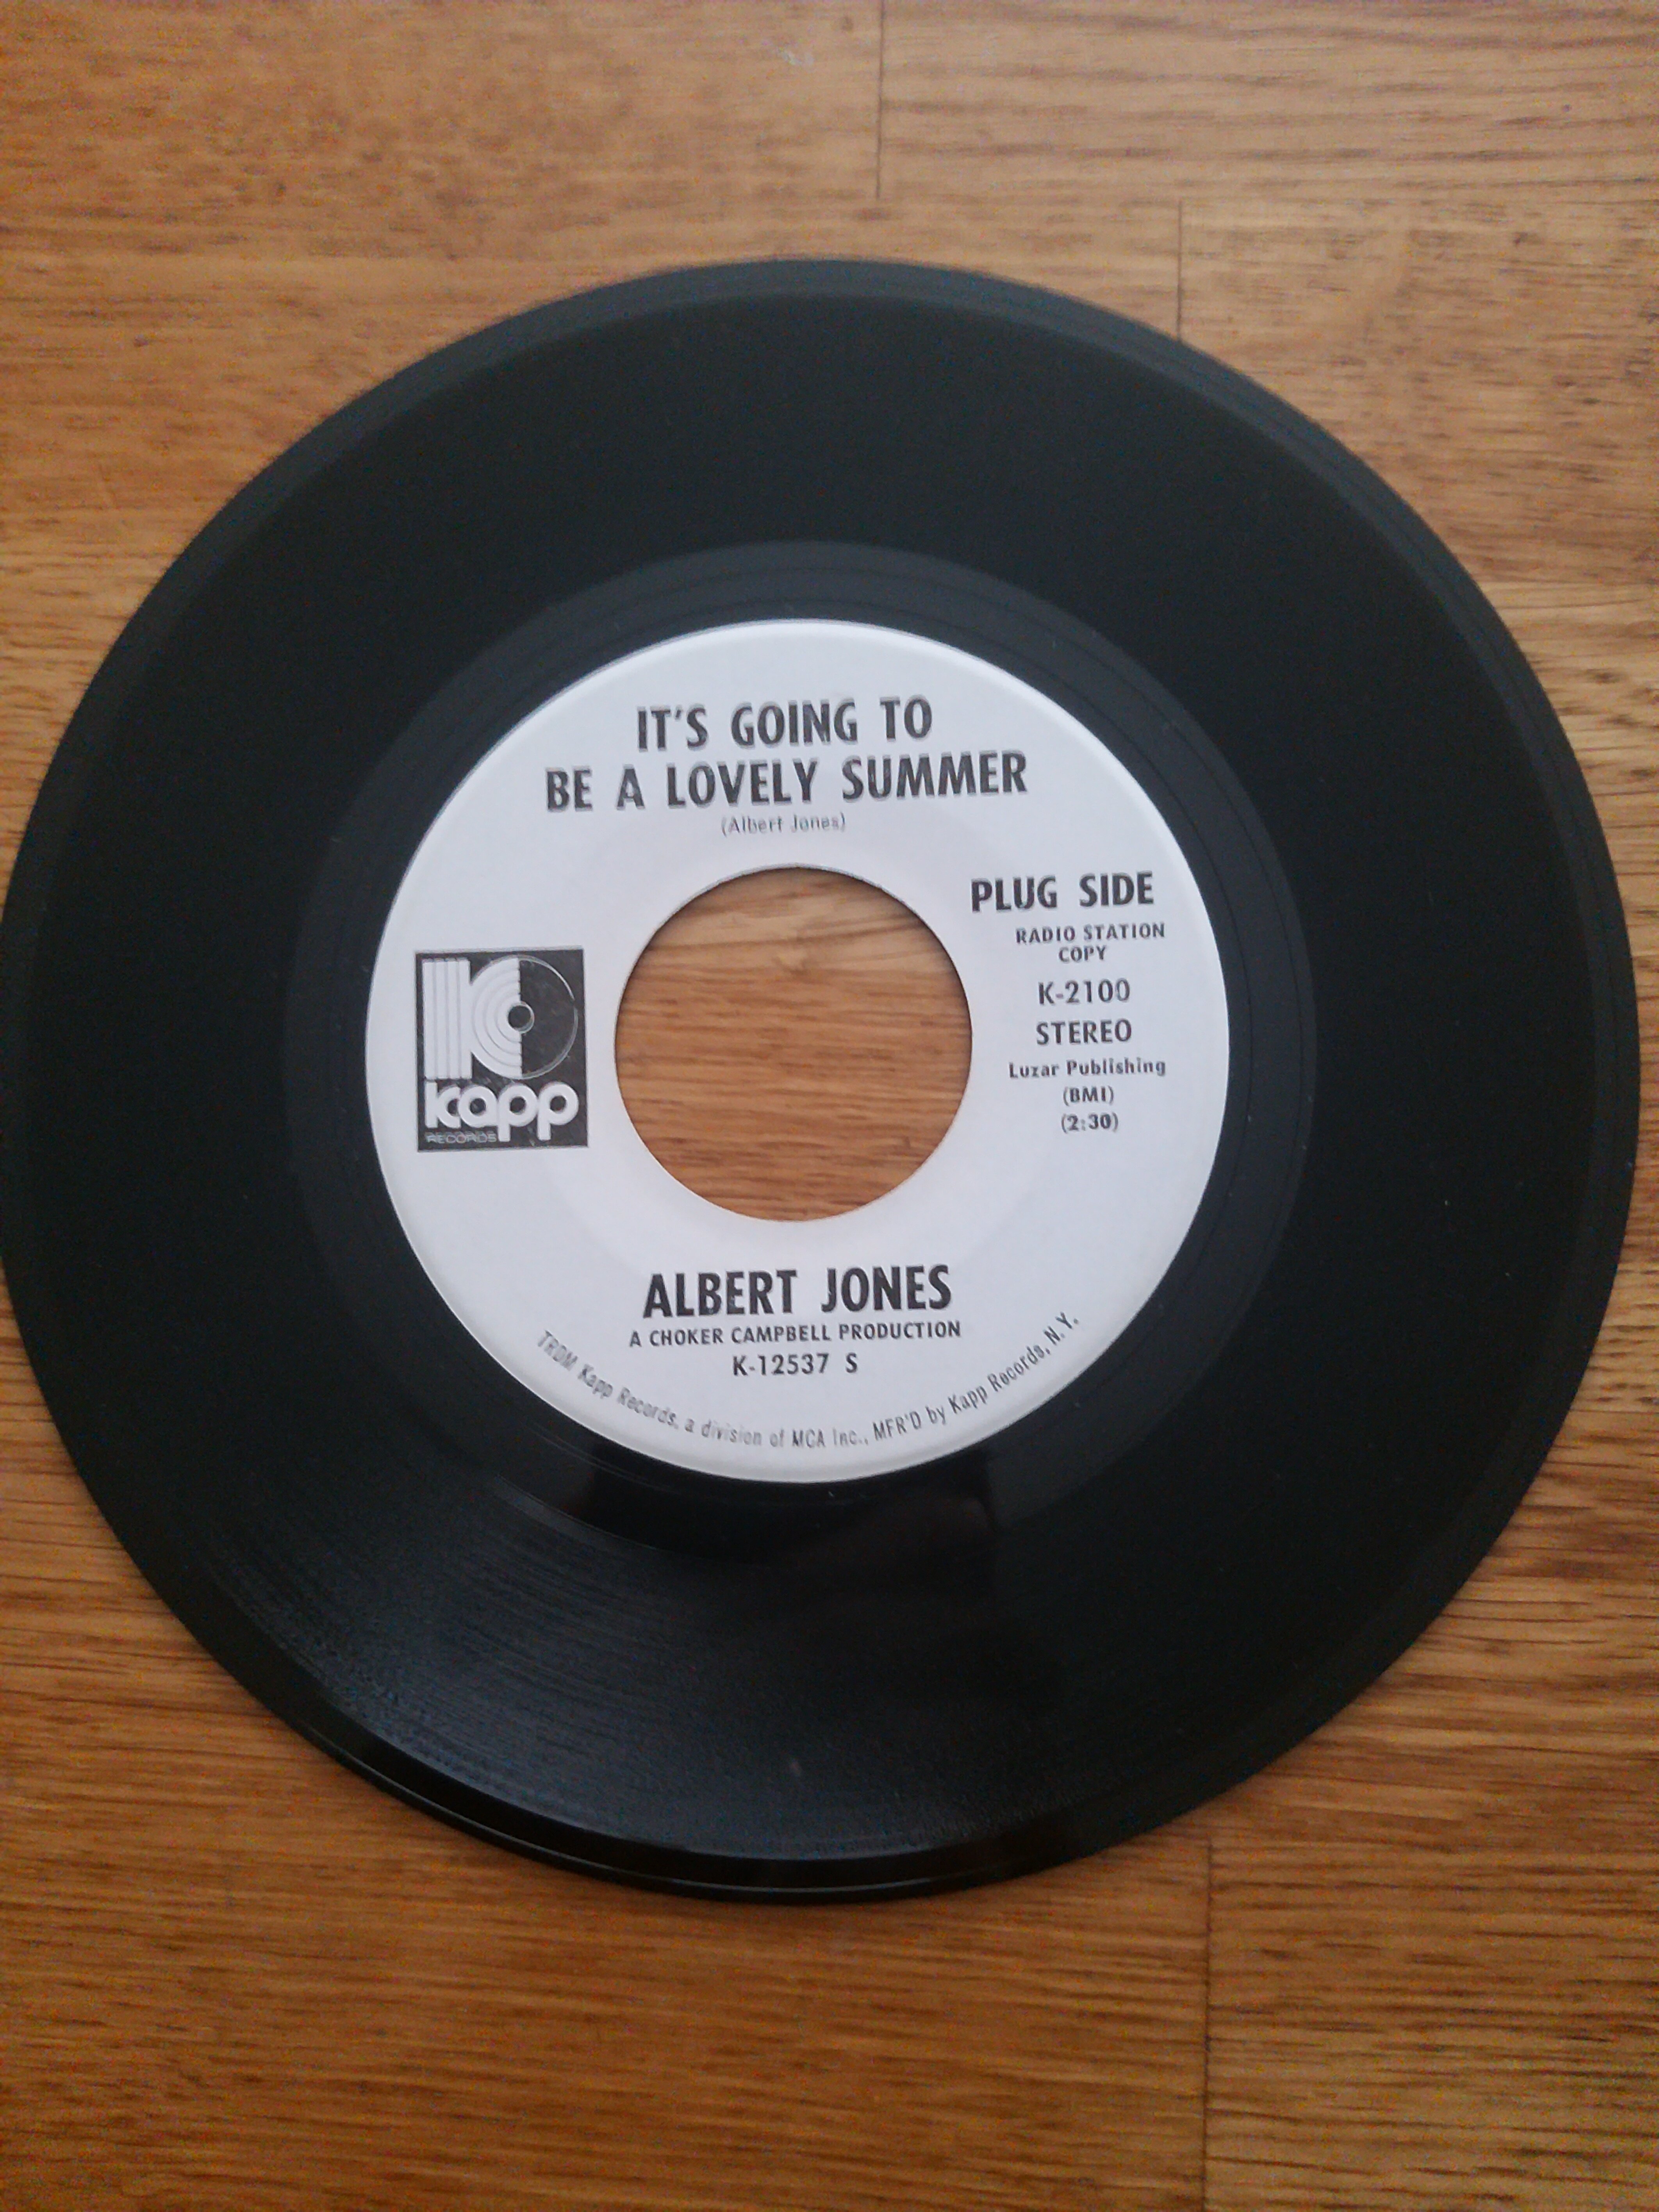 IT'S GOING TO
BE A LOVELY SUMMER
(Albert Jones)
PLUG SIDE
RADIO STATION
COPY
K-2100
STEREO
Luzar Publishing
(BMI)
(2:30)
kapp
RECORDS
ALBERT JONES
A CHOKER CAMPBELL PRODUCTION
K-12537 S
TRDM Kapp Records, a division of MCA Inc., MFR'D by Kapp Records, N.Y.